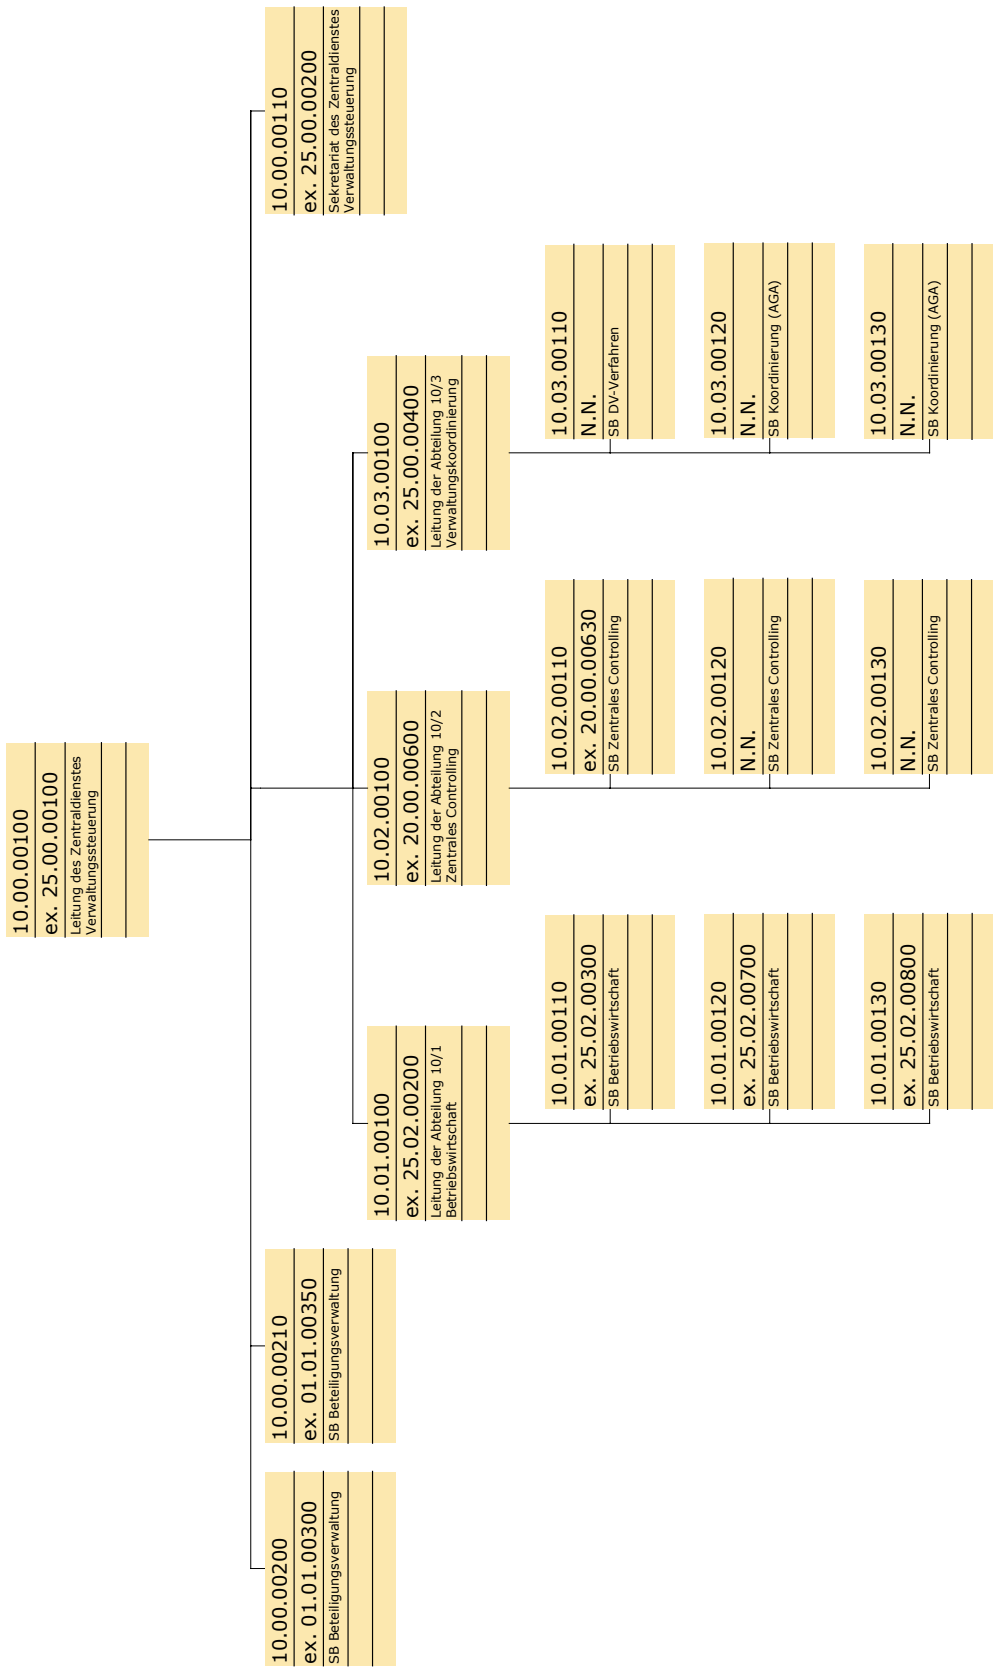 10.00.00100
ex. 25.00.00100
Leitung des Zentraldienstes
Verwaltungssteuerung
10.00.00200
ex. 01.01.00300
SB Beteiligungsverwaltung
10.00.00210
ex. 01.01.00350
SB Beteiligungsverwaltung
10.00.00110
ex. 25.00.00200
Sekretariat des Zentraldienstes
Verwaltungssteuerung
10.01.00100
ex. 25.02.00200
Leitung der Abteilung 10/1
Betriebswirtschaft
10.02.00100
ex. 20.00.00600
Leitung der Abteilung 10/2
Zentrales Controlling
10.03.00100
ex. 25.00.00400
Leitung der Abteilung 10/3
Verwaltungskoordinierung
10.01.00110
ex. 25.02.00300
SB Betriebswirtschaft
10.02.00110
ex. 20.00.00630
SB Zentrales Controlling
10.03.00110
N.N.
SB DV-Verfahren
10.01.00120
ex. 25.02.00700
SB Betriebswirtschaft
10.02.00120
N.N.
SB Zentrales Controlling
10.03.00120
N.N.
SB Koordinierung (AGA)
10.01.00130
ex. 25.02.00800
SB Betriebswirtschaft
10.02.00130
N.N.
SB Zentrales Controlling
10.03.00130
N.N.
SB Koordinierung (AGA)